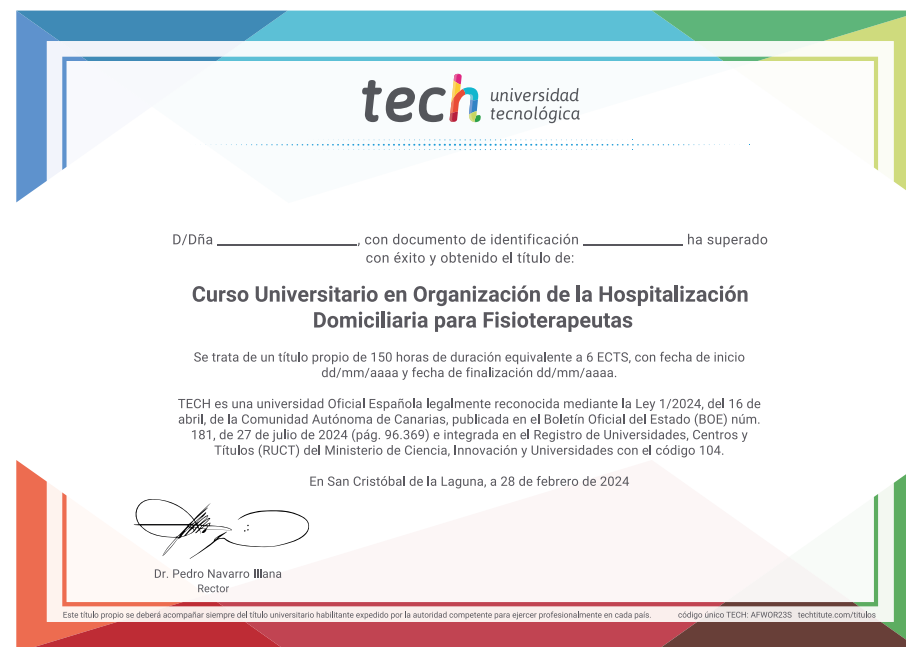 tech universidad
tecnológica
D/Dña ____________, con documento de identificación ____________ ha superado
con éxito y obtenido el título de:
Curso Universitario en Organización de la Hospitalización
Domiciliaria para Fisioterapeutas
Se trata de un título propio de 150 horas de duración equivalente a 6 ECTS, con fecha de inicio
dd/mm/aaaa y fecha de finalización dd/mm/aaaa.
TECH es una universidad Oficial Española legalmente reconocida mediante la Ley 1/2024, del 16 de
abril, de la Comunidad Autónoma de Canarias, publicada en el Boletín Oficial del Estado (BOE) núm.
181, de 27 de julio de 2024 (pág. 96.369) e integrada en el Registro de Universidades, Centros y
Títulos (RUCT) del Ministerio de Ciencia, Innovación y Universidades con el código 104.
En San Cristóbal de la Laguna, a 28 de febrero de 2024
Dr. Pedro Navarro Illana
Rector
Este título propio se deberá acompañar siempre del título universitario habilitante expedido por la autoridad competente para ejercer profesionalmente en cada país. código único TECH: AFWOR23S techtitute.com/titulos